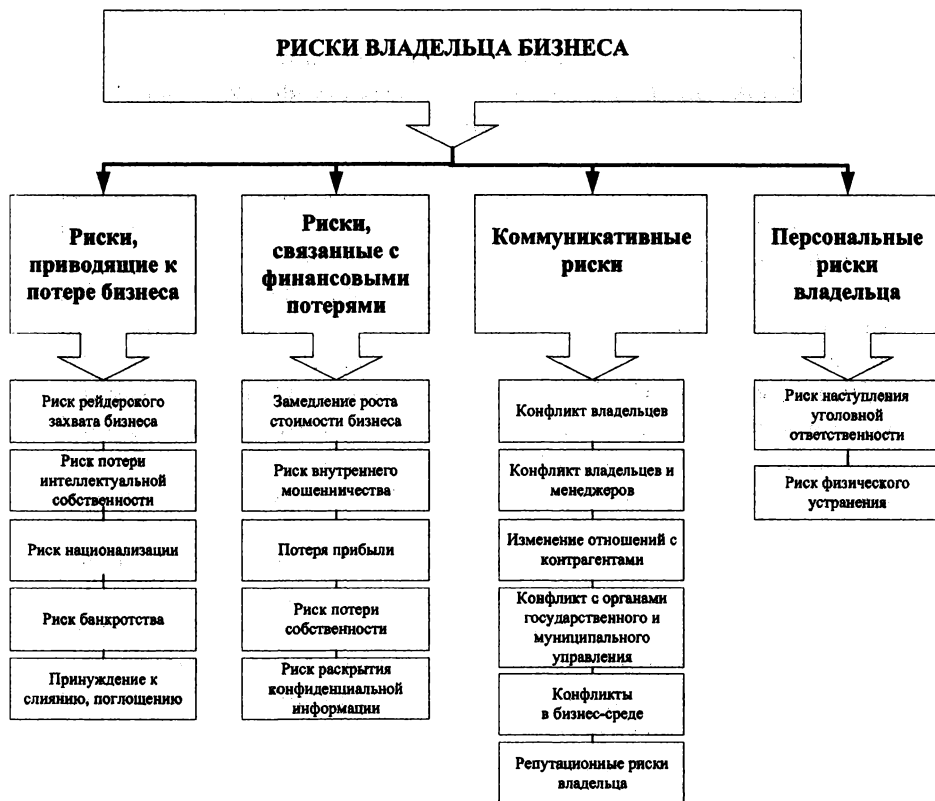 РИСКИ ВЛАДЕЛЬЦА БИЗНЕСА
Риски,
приводящие к
потере бизнеса
Риск рейдерского
захвата бизнеса
Риск потери
интеллектуальной
собственности
Риск национализации
Риск банкротства
Принуждение к
слиянию, поглощению
Риски,
связанные с
финансовыми
потерями
Замедление роста
стоимости бизнеса
Риск внутреннего
мошенничества
Потеря прибыли
Риск потери
собственности
Риск раскрытия
конфиденциальной
информации
Коммуникативные
риски
Конфликт владельцев
Конфликт владельцев и
менеджеров
Изменение отношений с
контрагентами
Конфликт с органами
государственного и
муниципального
управления
Конфликты
в бизнес-среде
Репутационные риски
владельца
Персональные
риски
владельца
Риск наступления
уголовной
ответственности
Риск физического
устранения